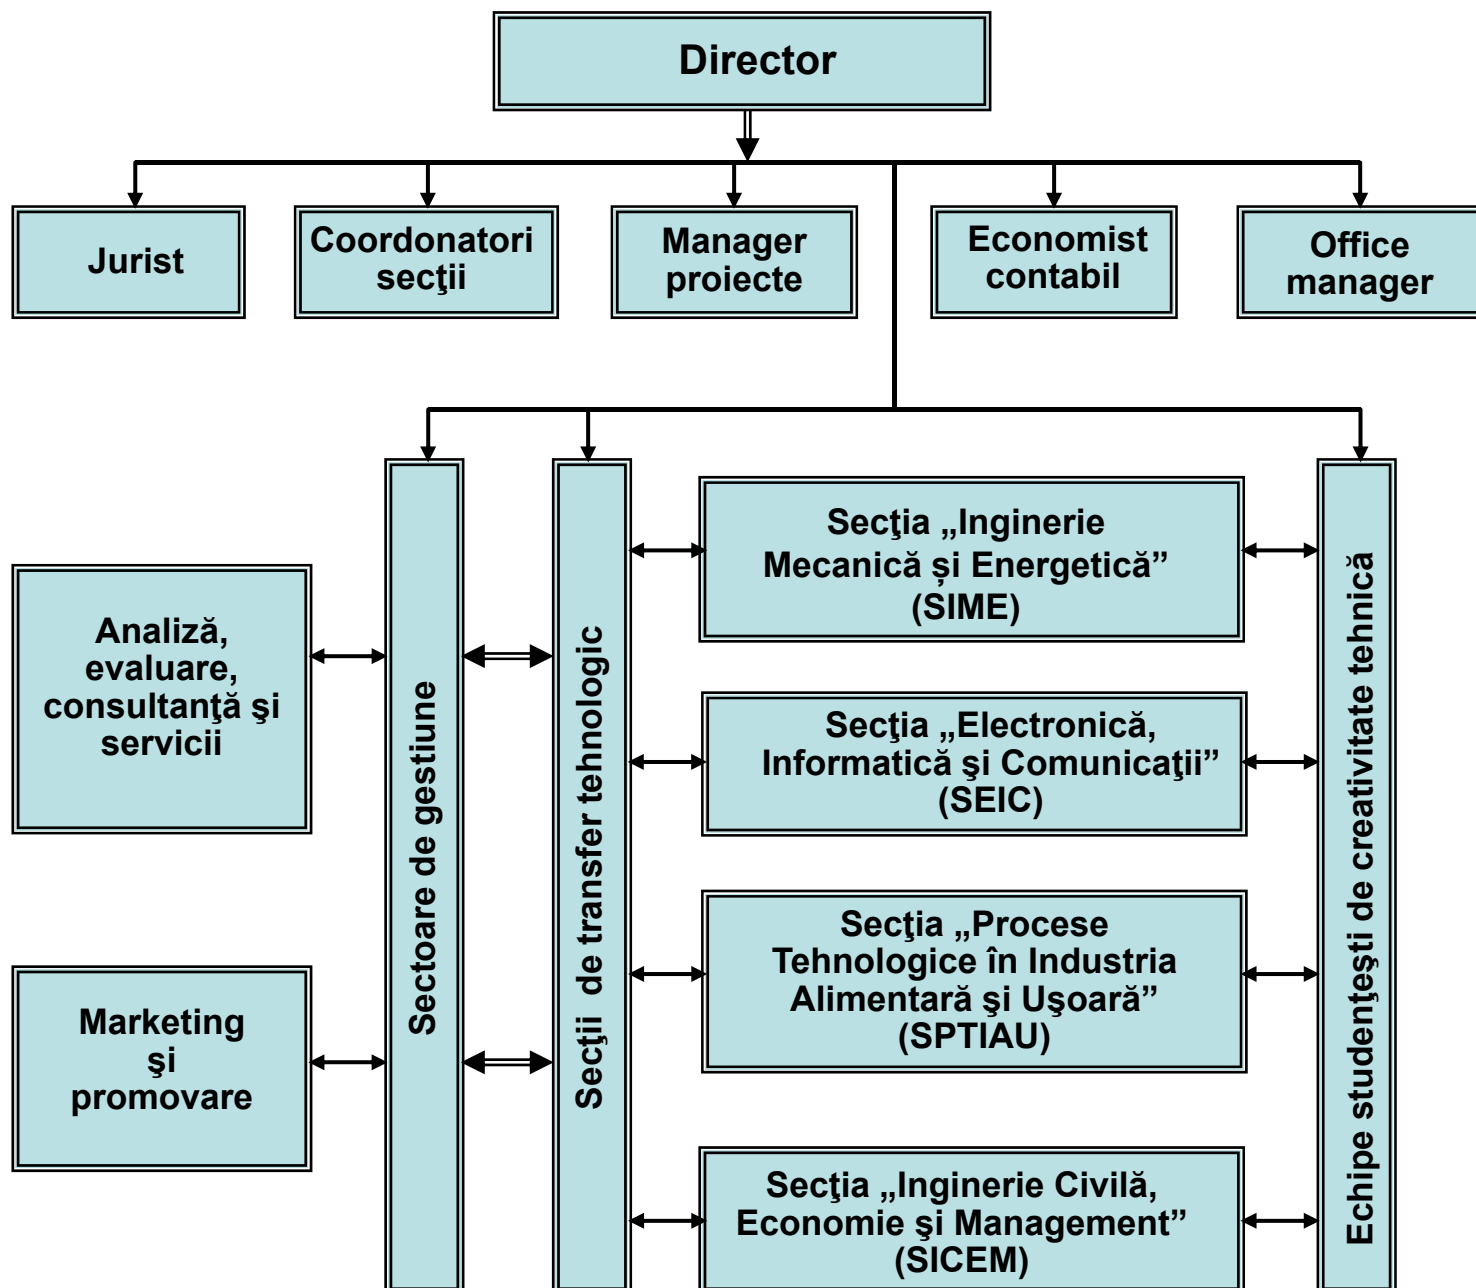 Director
Jurist
Coordonatori
secţii
Manager
proiecte
Economist
contabil
Office
manager
Analiză,
evaluare,
consultanţă şi
servicii
Marketing
şi
promovare
Sectoare de gestiune
Secţii de transfer tehnologic
Secţia „Inginerie
Mecanică și Energetică”
(SIME)
Secţia „Electronică,
Informatică şi Comunicaţii”
(SEIC)
Secţia „Procese
Tehnologice în Industria
Alimentară şi Uşoară”
(SPTIAU)
Secţia „Inginerie Civilă,
Economie şi Management”
(SICEM)
Echipe studenţeşti de creativitate tehnică